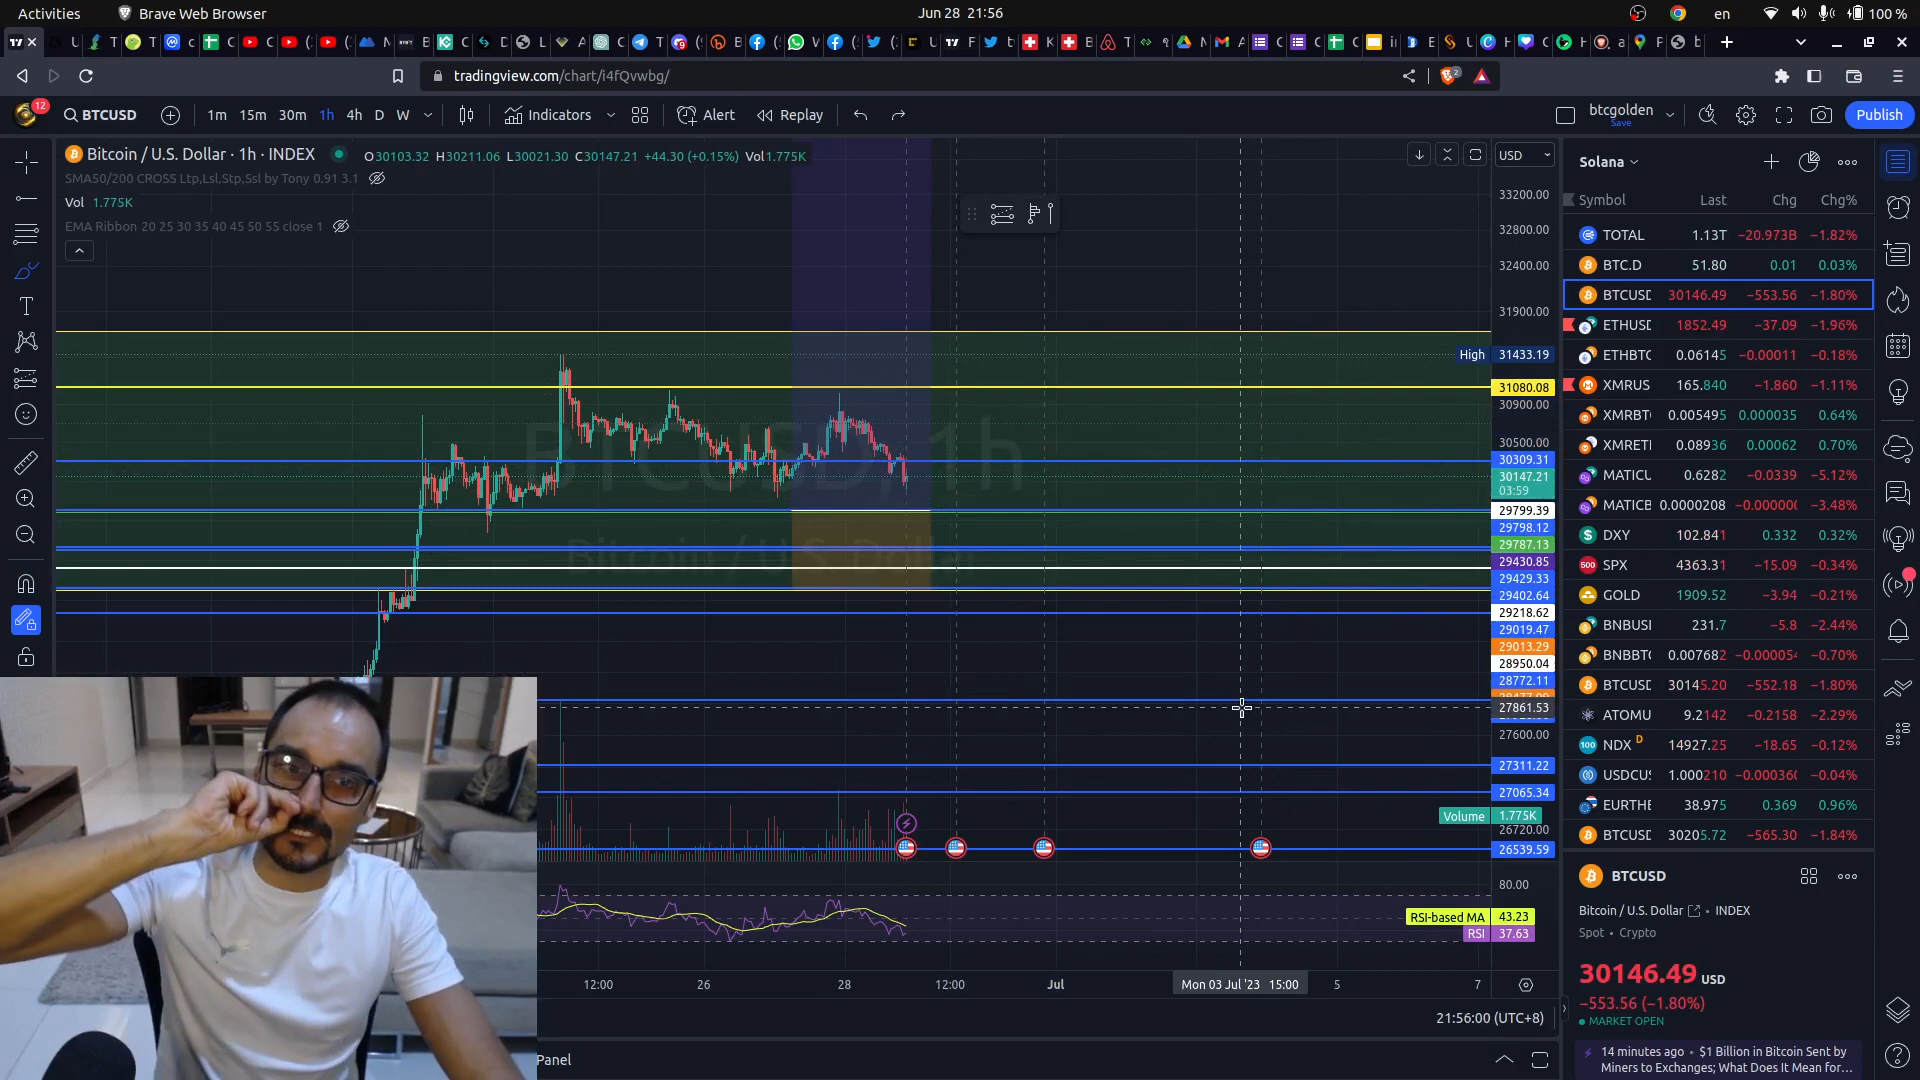 Activities
Brave Web Browser
Jun 28 21:56
en
100 %
tradingview.com/chart/i4fQvwbg/
12
BTCUSD
1m 15m 30m 1h 4h D W
Indicators
Alert
Replay
btcgolden
Save
Publish
Bitcoin / U.S. Dollar · 1h · INDEX
O30103.32 H30211.06 L30021.30 C30147.21 +44.30 (+0.15%) Vol1.775K
SMA50/200 CROSS Ltp,Lsl,Stp,Ssl by Tony 0.91 3.1
Vol 1.775K
EMA Ribbon 20 25 30 35 40 45 50 55 close 1
BTCUSD, 1h
Bitcoin / U.S. Dollar
USD
33200.00
32800.00
32400.00
31900.00
High 31433.19
31080.08
30900.00
30500.00
30309.31
30147.21
03:59
29799.39
29798.12
29787.13
29430.85
29429.33
29402.64
29218.62
29019.47
29013.29
28950.04
28772.11
27861.53
27600.00
27311.22
27065.34
Volume 1.775K
26720.00
26539.59
80.00
RSI-based MA 43.23
RSI 37.63
12:00 26 28 12:00 Jul Mon 03 Jul '23 15:00 5 7
21:56:00 (UTC+8)
Panel
Solana
Symbol Last Chg Chg%
TOTAL 1.13T −20.973B −1.82%
BTC.D 51.80 0.01 0.03%
BTCUSD 30146.49 −553.56 −1.80%
ETHUSD 1852.49 −37.09 −1.96%
ETHBTC 0.06145 −0.00011 −0.18%
XMRUS 165.840 −1.860 −1.11%
XMRBT 0.005495 0.000035 0.64%
XMRET 0.08936 0.00062 0.70%
MATICU 0.6282 −0.0339 −5.12%
MATICB 0.0000208 −0.000000 −3.48%
DXY 102.841 0.332 0.32%
SPX 4363.31 −15.09 −0.34%
GOLD 1909.52 −3.94 −0.21%
BNBUSD 231.7 −5.8 −2.44%
BNBBTC 0.007682 −0.000054 −0.70%
BTCUSD 30145.20 −552.18 −1.80%
ATOMU 9.2142 −0.2158 −2.29%
NDX D 14927.25 −18.65 −0.12%
USDCUS 1.000210 −0.000360 −0.04%
EURTHB 38.975 0.369 0.96%
BTCUSD 30205.72 −565.30 −1.84%
BTCUSD
Bitcoin / U.S. Dollar INDEX
Spot • Crypto
30146.49 USD
−553.56 (−1.80%)
MARKET OPEN
14 minutes ago • $1 Billion in Bitcoin Sent by
Miners to Exchanges; What Does It Mean for...